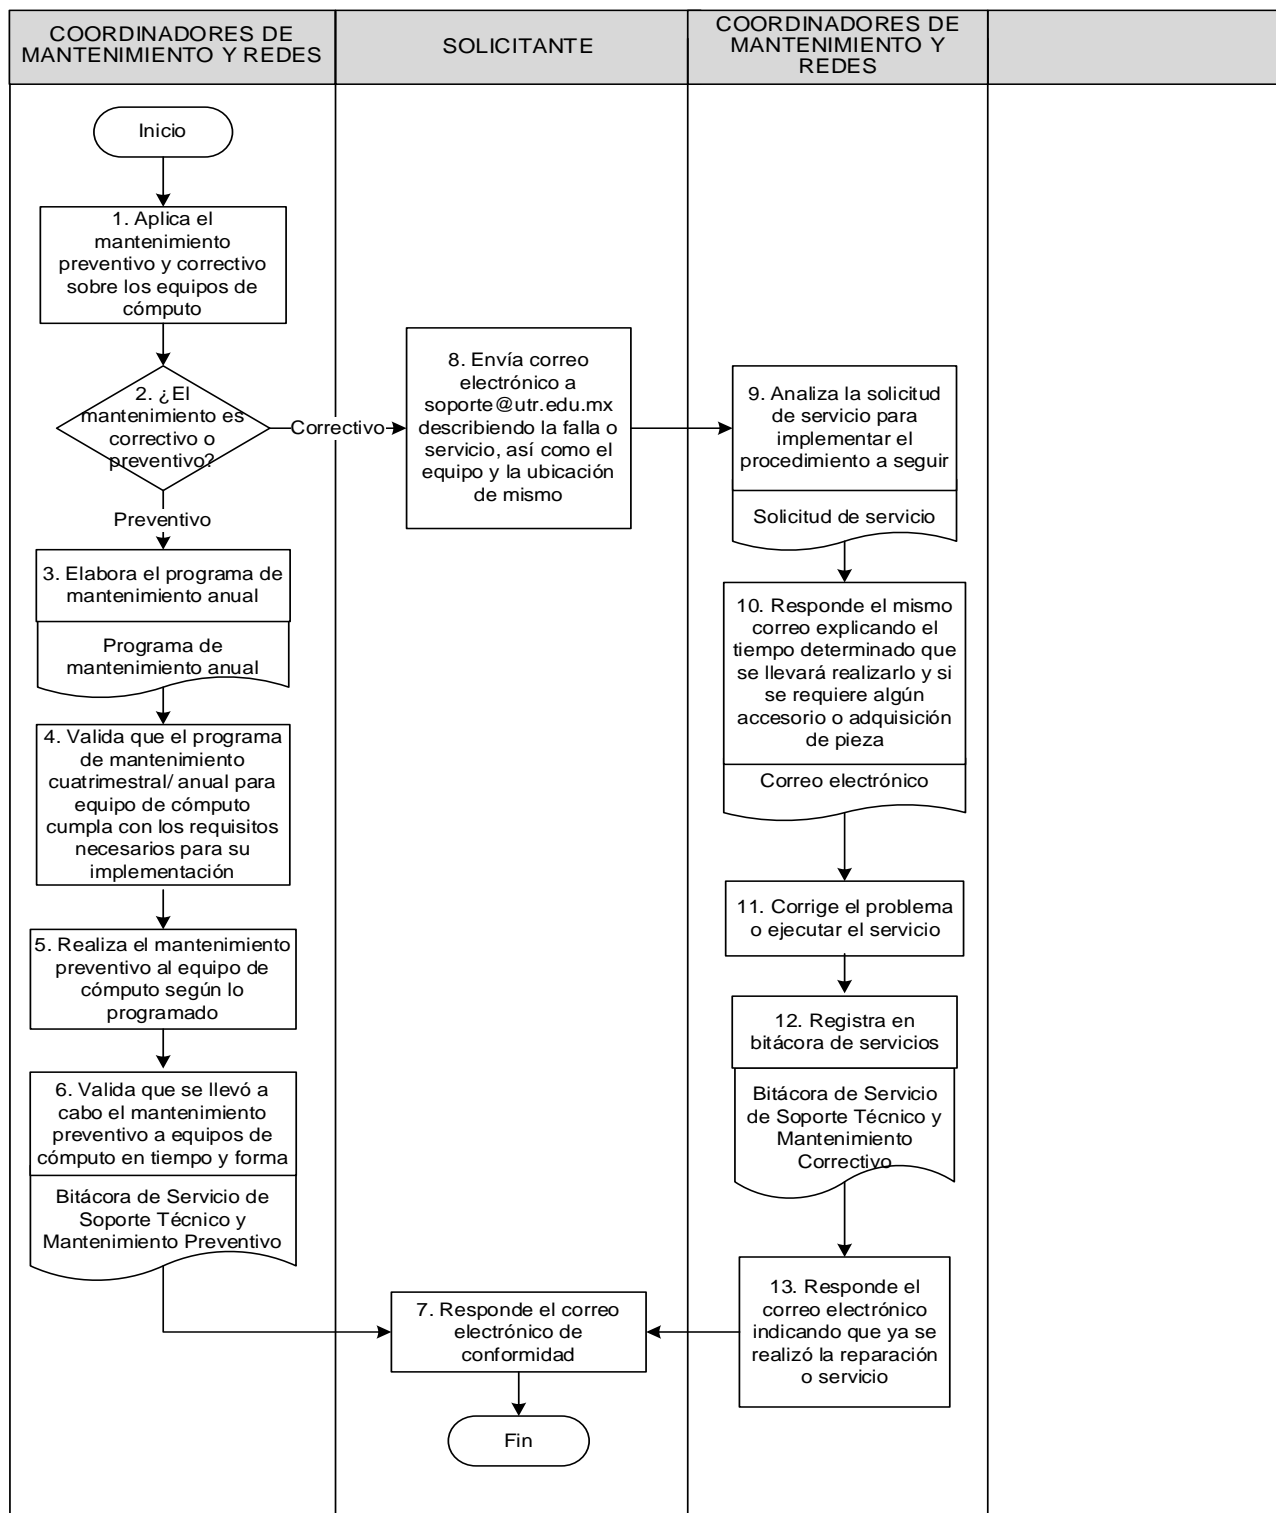 COORDINADORES DE
MANTENIMIENTO Y REDES
SOLICITANTE
COORDINADORES DE
MANTENIMIENTO Y
REDES
Inicio
1. Aplica el
mantenimiento
preventivo y correctivo
sobre los equipos de
cómputo
2. ¿El
mantenimiento es
correctivo o
preventivo?
Correctivo
Preventivo
3. Elabora el programa de
mantenimiento anual
Programa de
mantenimiento anual
4. Valida que el programa
de mantenimiento
cuatrimestral/ anual para
equipo de cómputo
cumpla con los requisitos
necesarios para su
implementación
5. Realiza el mantenimiento
preventivo al equipo de
cómputo según lo
programado
6. Valida que se llevó a
cabo el mantenimiento
preventivo a equipos de
cómputo en tiempo y forma
Bitácora de Servicio de
Soporte Técnico y
Mantenimiento Preventivo
7. Responde el correo
electrónico de
conformidad
Fin
8. Envía correo
electrónico a
soporte@utr.edu.mx
describiendo la falla o
servicio, así como el
equipo y la ubicación
de mismo
9. Analiza la solicitud
de servicio para
implementar el
procedimiento a seguir
Solicitud de servicio
10. Responde el mismo
correo explicando el
tiempo determinado que
se llevará realizarlo y si
se requiere algún
accesorio o adquisición
de pieza
Correo electrónico
11. Corrige el problema
o ejecutar el servicio
12. Registra en
bitácora de servicios
Bitácora de Servicio
de Soporte Técnico y
Mantenimiento
Correctivo
13. Responde el
correo electrónico
indicando que ya se
realizó la reparación
o servicio